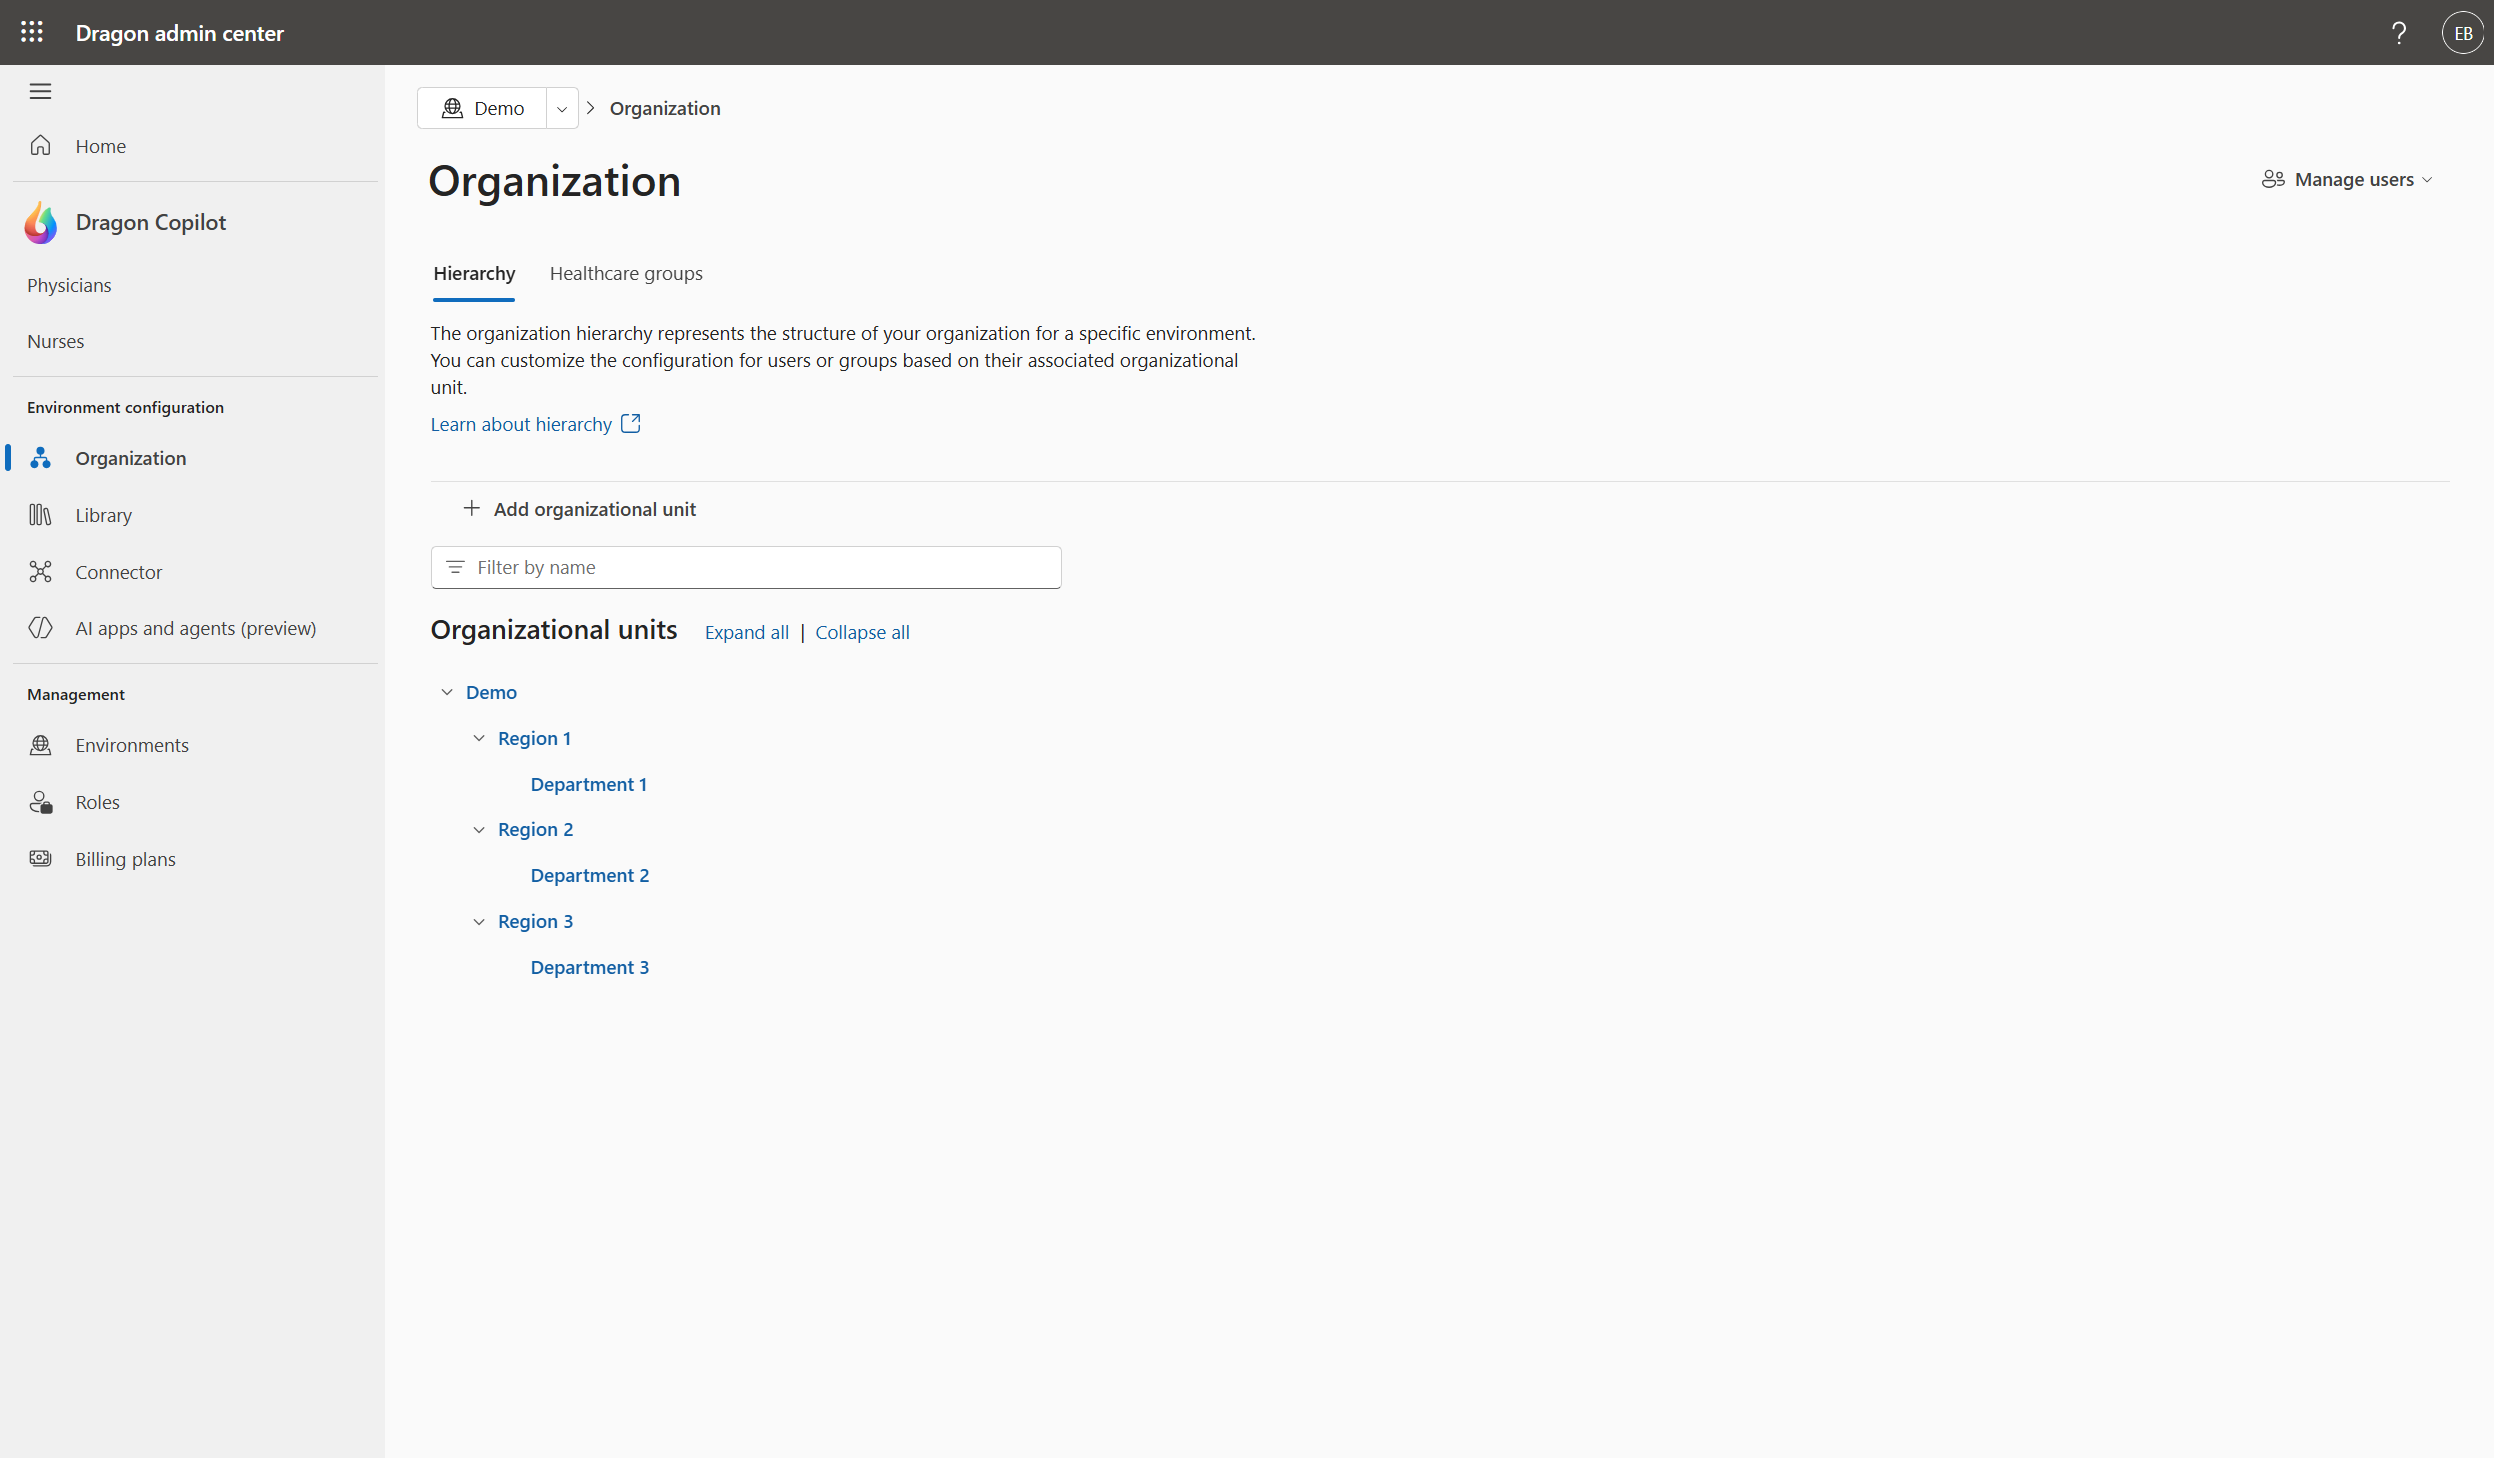 Dragon admin center
?
EB
Home
Dragon Copilot
Physicians
Nurses
Environment configuration
Organization
Library
Connector
AI apps and agents (preview)
Management
Environments
Roles
Billing plans
Demo
Organization
Organization
Manage users
Hierarchy
Healthcare groups
The organization hierarchy represents the structure of your organization for a specific environment.
You can customize the configuration for users or groups based on their associated organizational
unit.
Learn about hierarchy
Add organizational unit
Filter by name
Organizational units
Expand all | Collapse all
Demo
Region 1
Department 1
Region 2
Department 2
Region 3
Department 3